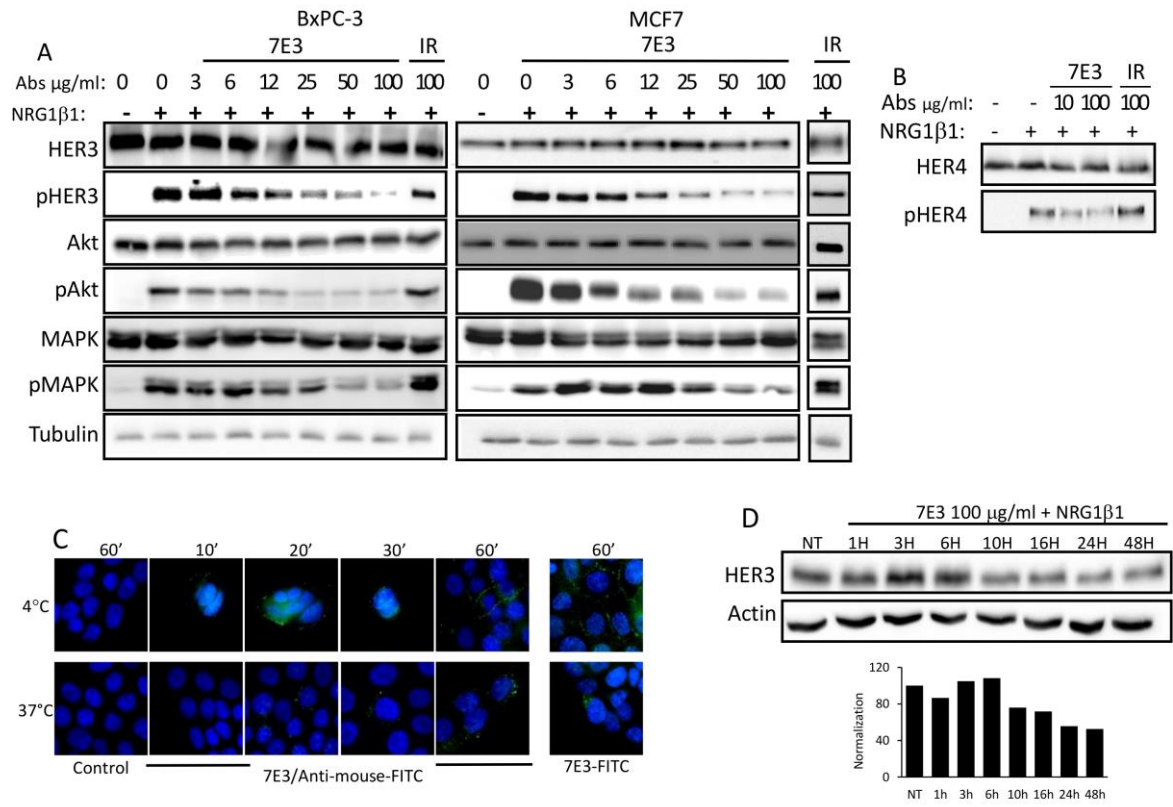 BxPC-3 MCF7
A 7E3 IR 7E3 IR
Abs μg/ml: 0 0 3 6 12 25 50 100 100 0 0 3 6 12 25 50 100 100
NRG1β1: - + + + + + + + + - + + + + + + + +
HER3
pHER3
Akt
pAkt
MAPK
pMAPK
Tubulin
B 7E3 IR
Abs μg/ml: - - 10 100 100
NRG1β1: - + + + +
HER4
pHER4
C
60' 10' 20' 30' 60' 60'
4°C
37°C
Control 7E3/Anti-mouse-FITC 7E3-FITC
D 7E3 100 μg/ml + NRG1β1
NT 1H 3H 6H 10H 16H 24H 48H
HER3
Actin
120
80
40
0
Normalization
NT 1h 3h 6h 10h 16h 24h 48h